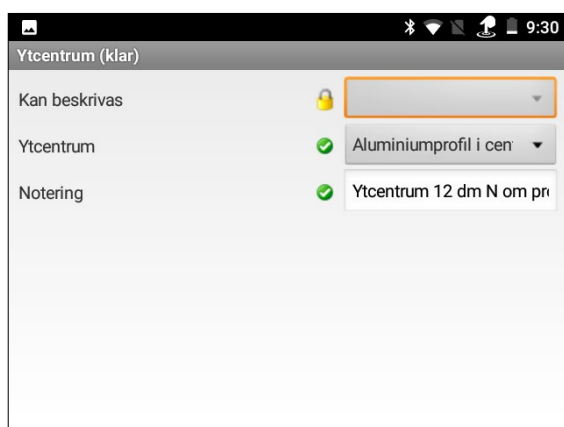 9:30
Ytcentrum (klar)
Kan beskrivas
Ytcentrum Aluminiumprofil i cen
Notering Ytcentrum 12 dm N om pr